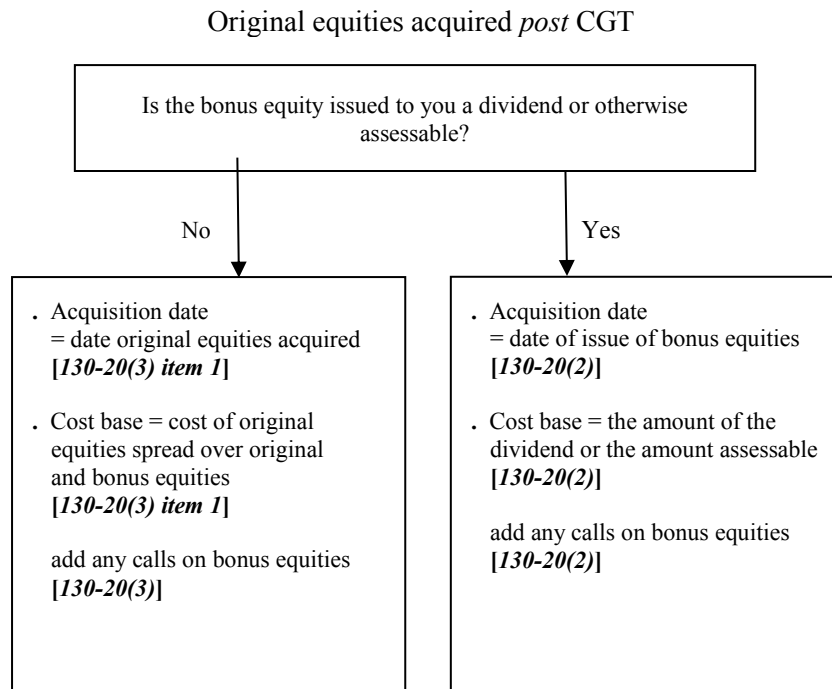 Original equities acquired post CGT
Is the bonus equity issued to you a dividend or otherwise
assessable?
No
Yes
. Acquisition date
= date original equities acquired
[130-20(3) item 1]
. Cost base = cost of original
equities spread over original
and bonus equities
[130-20(3) item 1]
add any calls on bonus equities
[130-20(3)]
. Acquisition date
= date of issue of bonus equities
[130-20(2)]
. Cost base = the amount of the
dividend or the amount assessable
[130-20(2)]
add any calls on bonus equities
[130-20(2)]